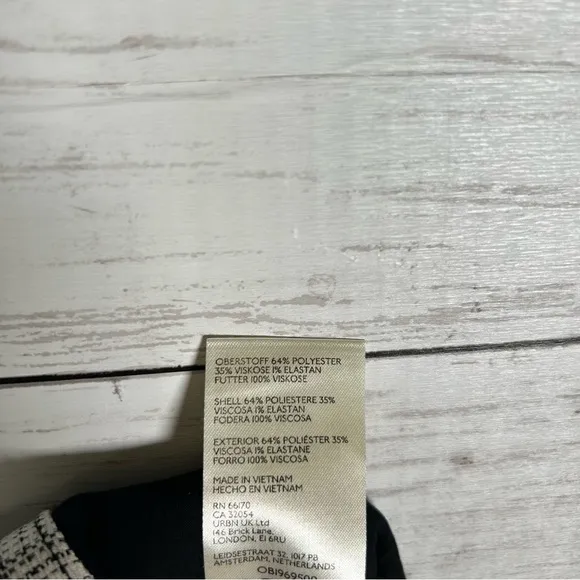 OBERSTOFF 64% POLYESTER
35% VISKOSE 1% ELASTAN
FUTTER 100% VISKOSE
SHELL 64% POLIESTERE 35%
VISCOSA 1% ELASTAN
FODERA 100% VISCOSA
EXTERIOR 64% POLIÉSTER 35%
VISCOSA 1% ELASTANE
FORRO 100% VISCOSA
MADE IN VIETNAM
HECHO EN VIETNAM
RN 66170
CA 32054
URBN UK Ltd
146 Brick Lane,
LONDON, E1 6RU
LEIDSESTRAAT 32, 1017 PB
AMSTERDAM, NETHERLANDS